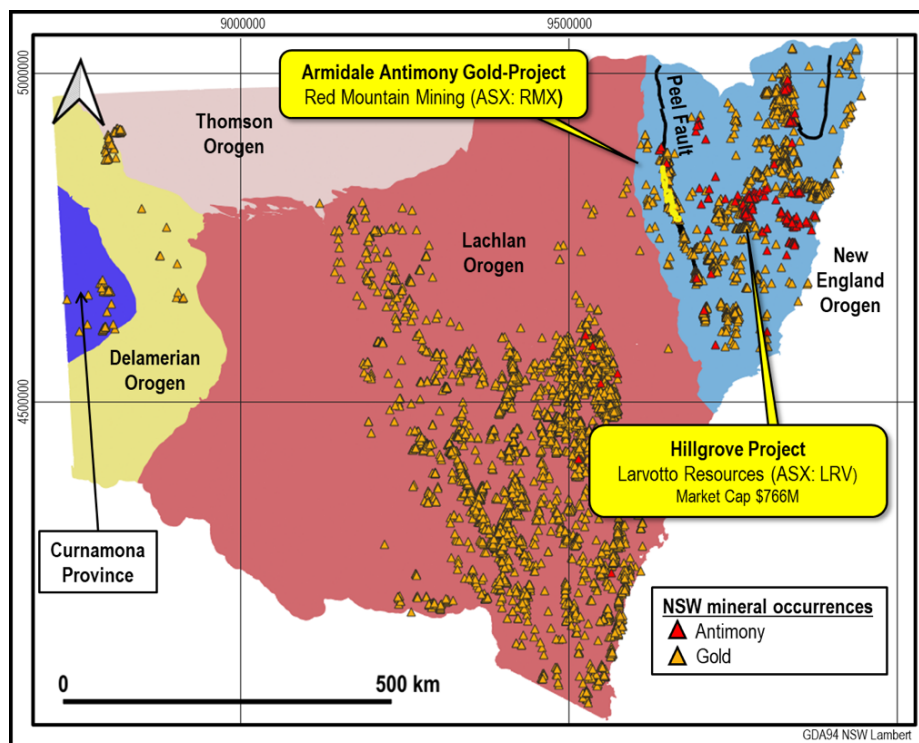 9000000
9500000
5000000
4500000
Armidale Antimony Gold-Project
Red Mountain Mining (ASX: RMX)
Peel Fault
Thomson
Orogen
Lachlan
Orogen
New
England
Orogen
Delamerian
Orogen
Hillgrove Project
Larvotto Resources (ASX: LRV)
Market Cap $766M
Curnamona
Province
NSW mineral occurrences
Antimony
Gold
0
500 km
GDA94 NSW Lambert